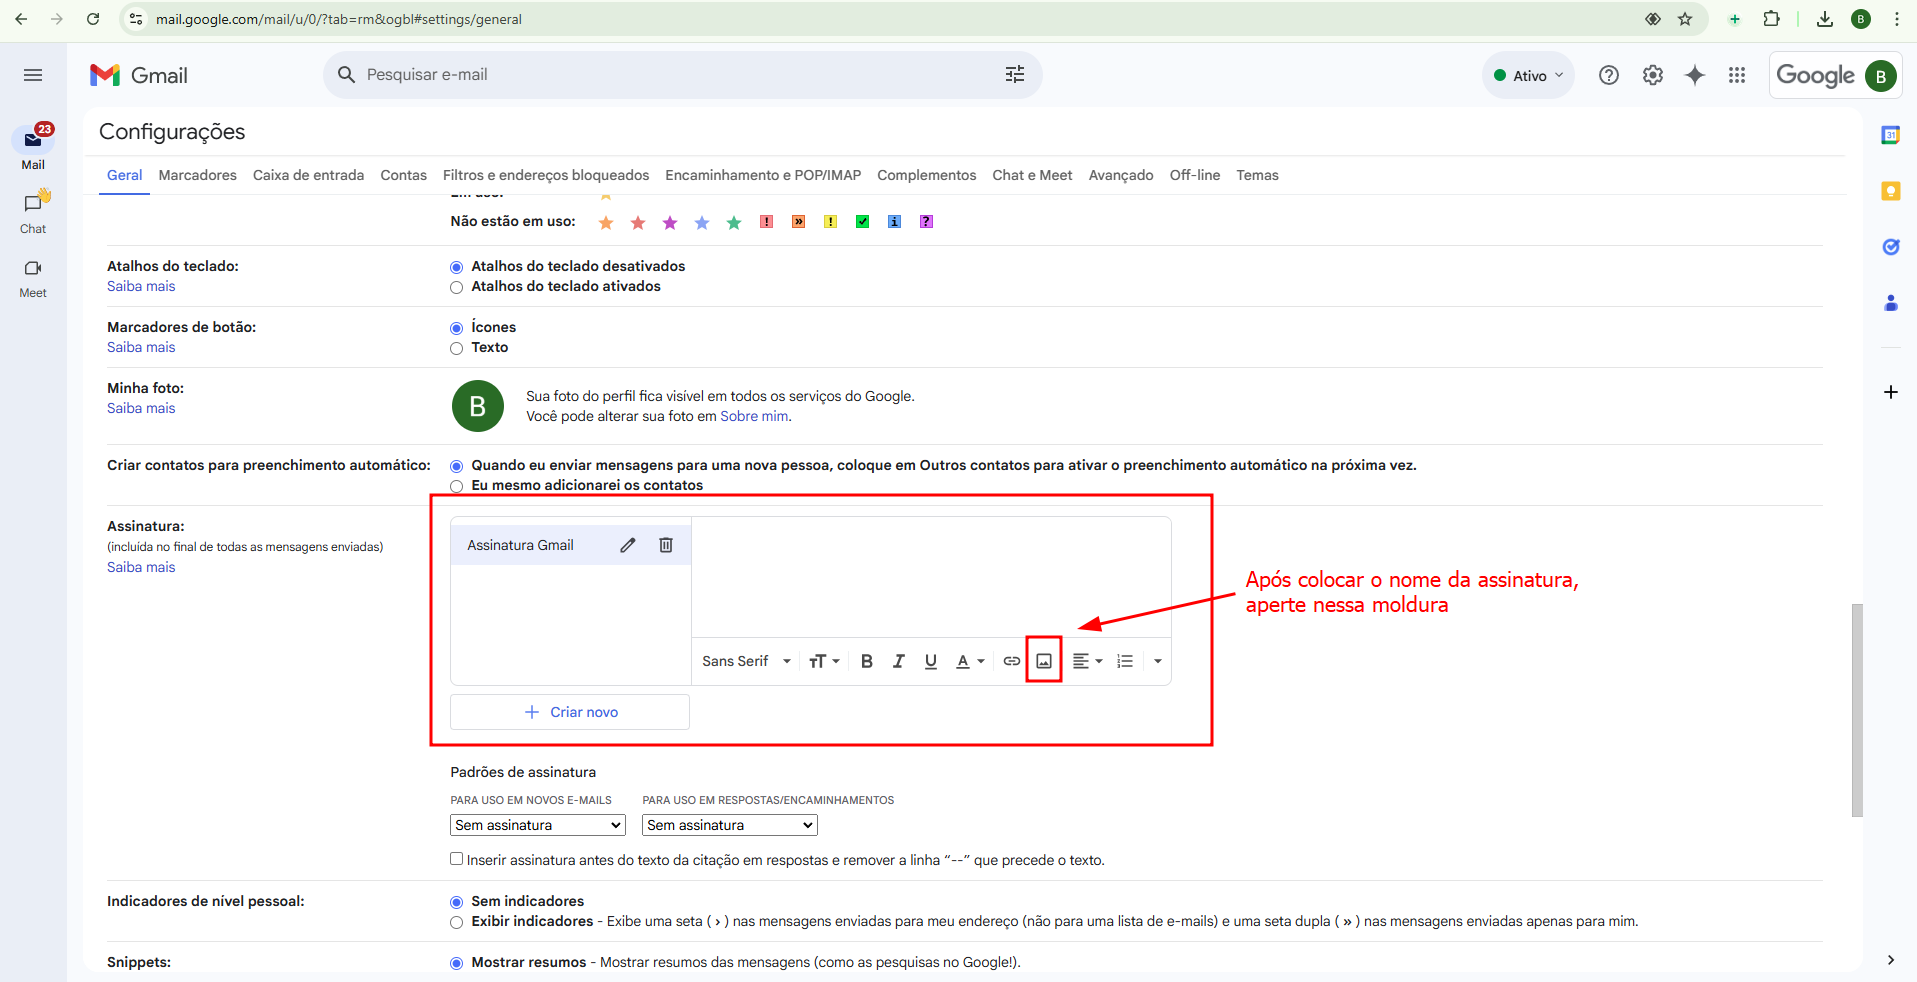 mail.google.com/mail/u/0/?tab=rm&ogbl#settings/general
B
Gmail
Pesquisar e-mail
Ativo
Google
B
23
Mail
Chat
Meet
Configurações
Geral Marcadores Caixa de entrada Contas Filtros e endereços bloqueados Encaminhamento e POP/IMAP Complementos Chat e Meet Avançado Off-line Temas
31
Em uso:
Não estão em uso: ! » ! i ?
Atalhos do teclado:
Saiba mais
Atalhos do teclado desativados
Atalhos do teclado ativados
Marcadores de botão:
Saiba mais
Ícones
Texto
Minha foto:
Saiba mais
B
Sua foto do perfil fica visível em todos os serviços do Google.
Você pode alterar sua foto em Sobre mim.
Criar contatos para preenchimento automático:
Quando eu enviar mensagens para uma nova pessoa, coloque em Outros contatos para ativar o preenchimento automático na próxima vez.
Eu mesmo adicionarei os contatos
Assinatura:
(incluída no final de todas as mensagens enviadas)
Saiba mais
Assinatura Gmail
Sans Serif TT B I U A
+ Criar novo
Após colocar o nome da assinatura,
aperte nessa moldura
Padrões de assinatura
PARA USO EM NOVOS E-MAILS PARA USO EM RESPOSTAS/ENCAMINHAMENTOS
Sem assinatura Sem assinatura
Inserir assinatura antes do texto da citação em respostas e remover a linha “--” que precede o texto.
Indicadores de nível pessoal:
Sem indicadores
Exibir indicadores - Exibe uma seta ( › ) nas mensagens enviadas para meu endereço (não para uma lista de e-mails) e uma seta dupla ( » ) nas mensagens enviadas apenas para mim.
Snippets:
Mostrar resumos - Mostrar resumos das mensagens (como as pesquisas no Google!).